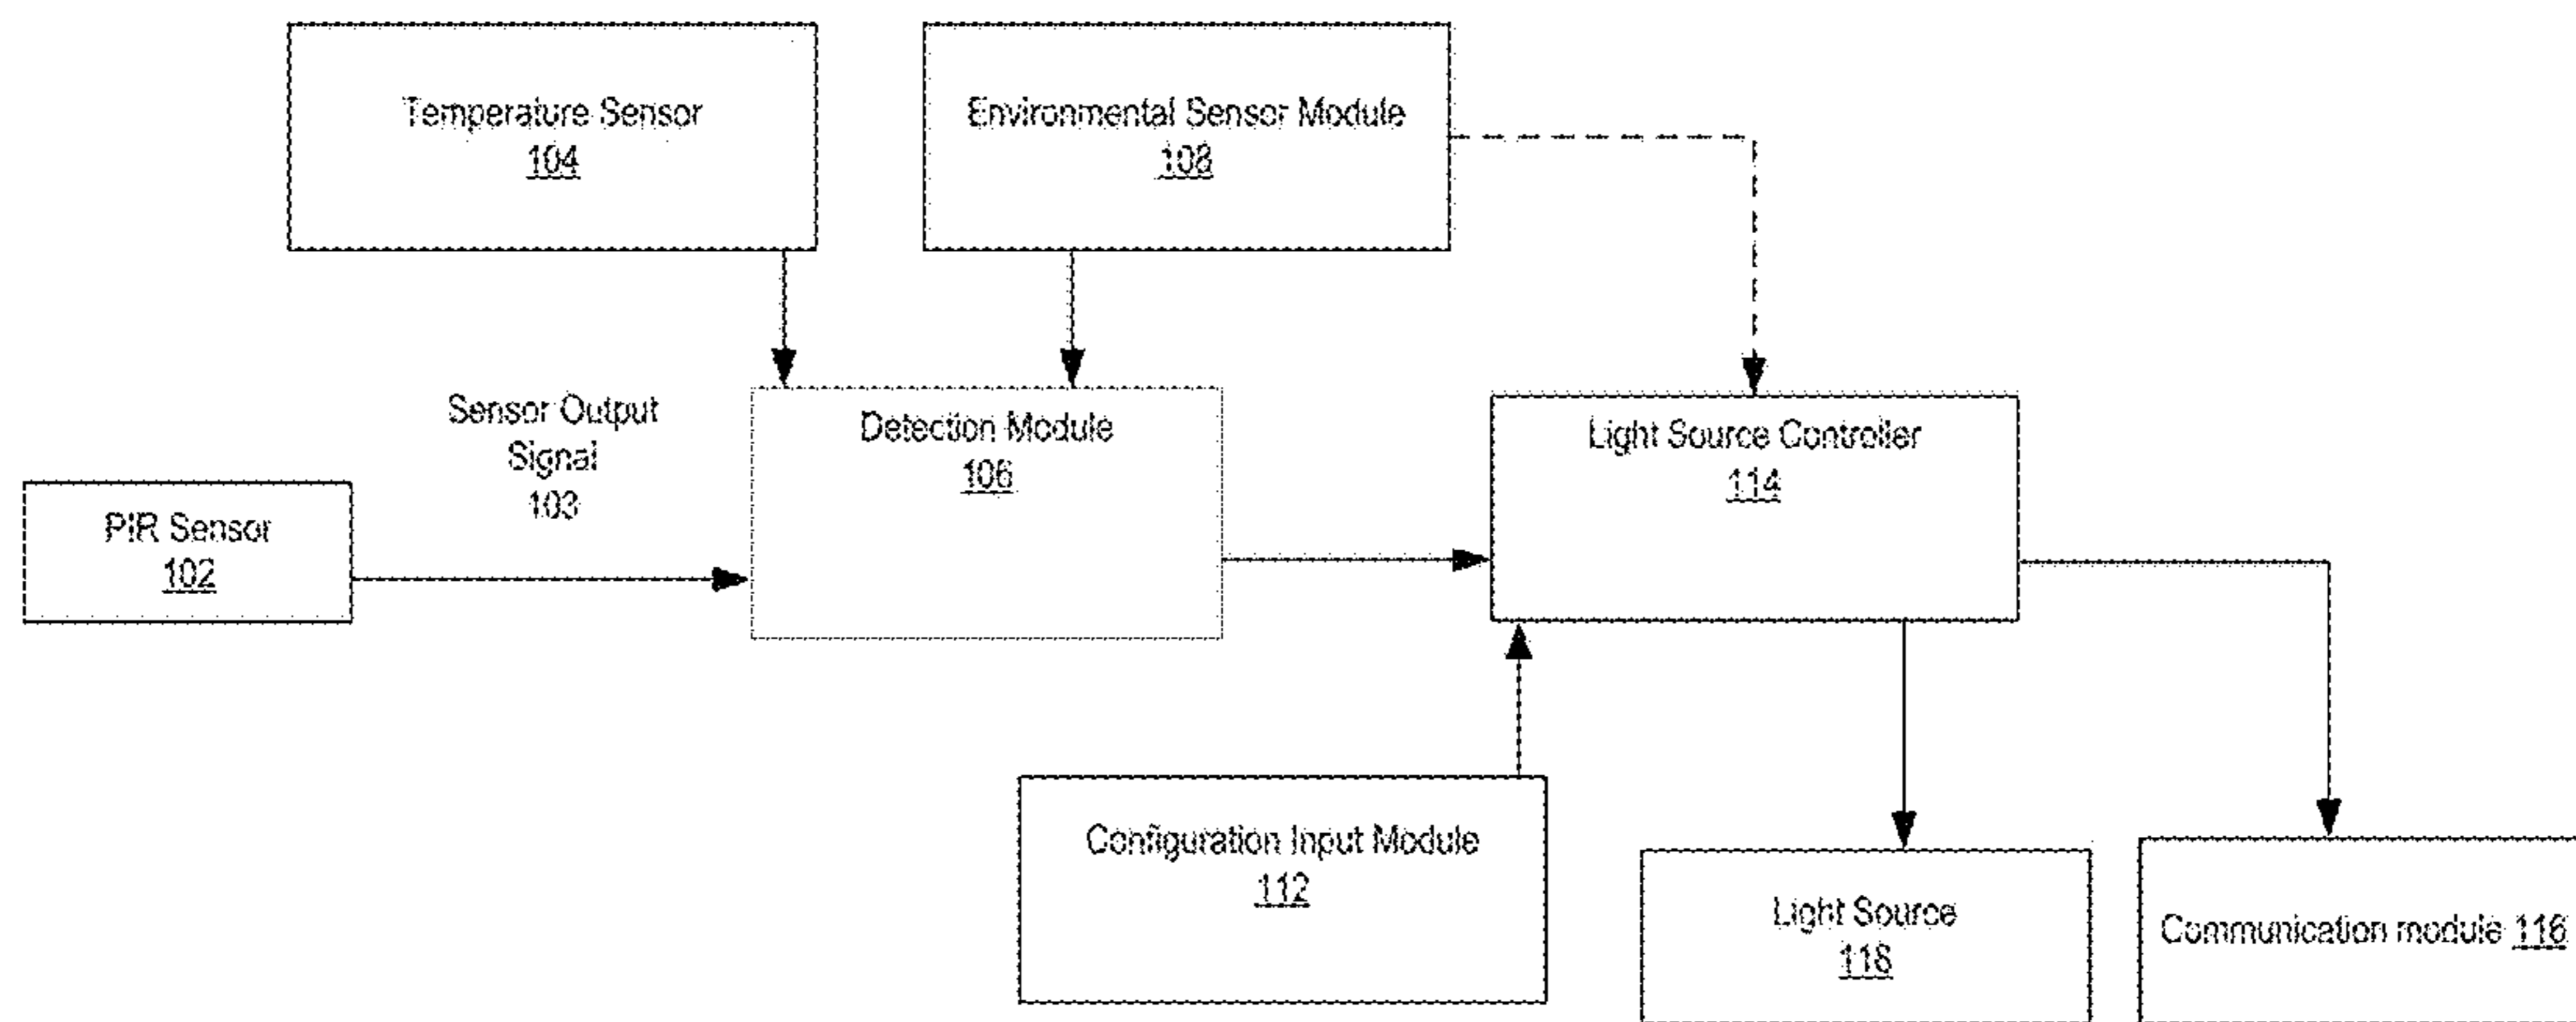 Temperature Sensor
104
Environmental Sensor Module
108
Sensor Output
Signal
103
PIR Sensor
102
Detection Module
106
Light Source Controller
114
Configuration Input Module
112
Light Source
118
Communication module 116